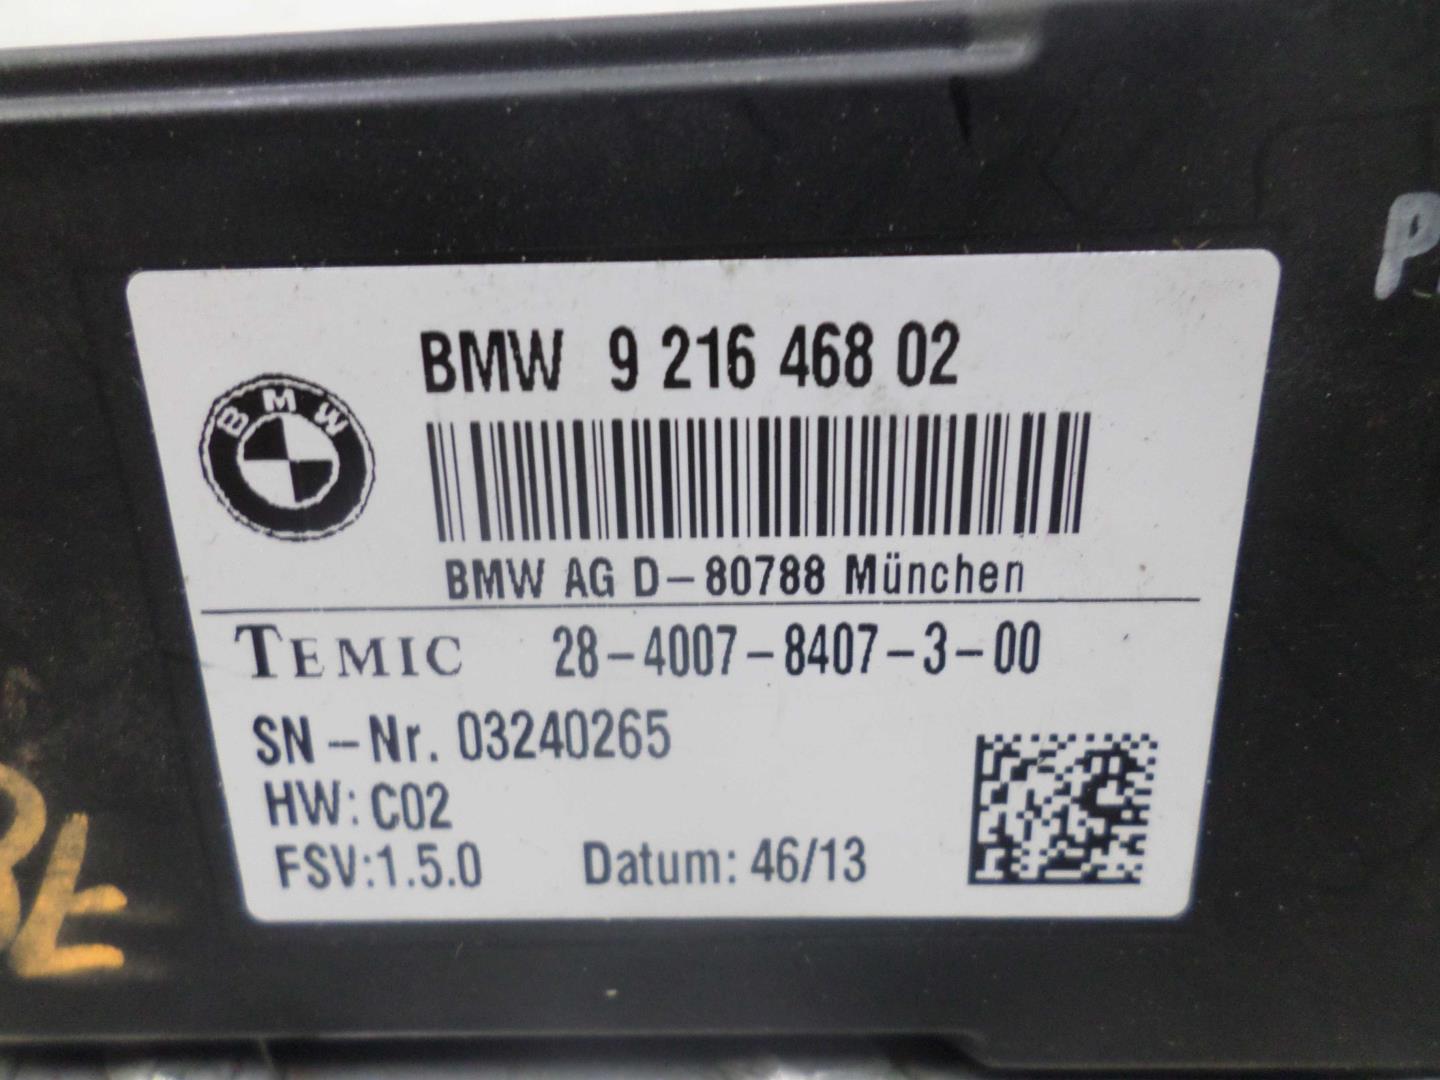 BMW 9 216 468 02
BMW
BMW AG D-80788 München
TEMIC 28-4007-8407-3-00
SN-Nr. 03240265
HW: C02
FSV:1.5.0 Datum: 46/13